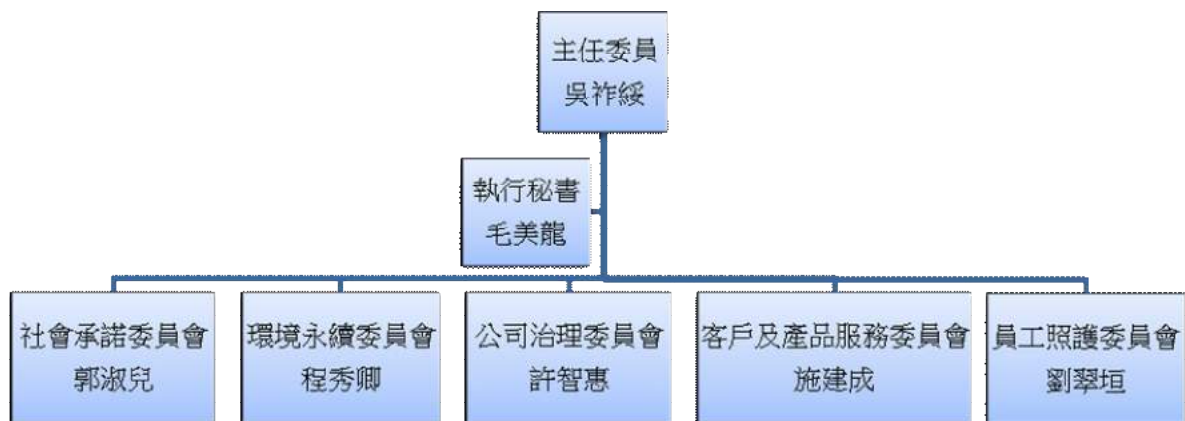 主任委員
吳祚綏
執行秘書
毛美龍
社會承諾委員會
郭淑兒
環境永續委員會
程秀卿
公司治理委員會
許智惠
客戶及產品服務委員會
施建成
員工照護委員會
劉翠垣